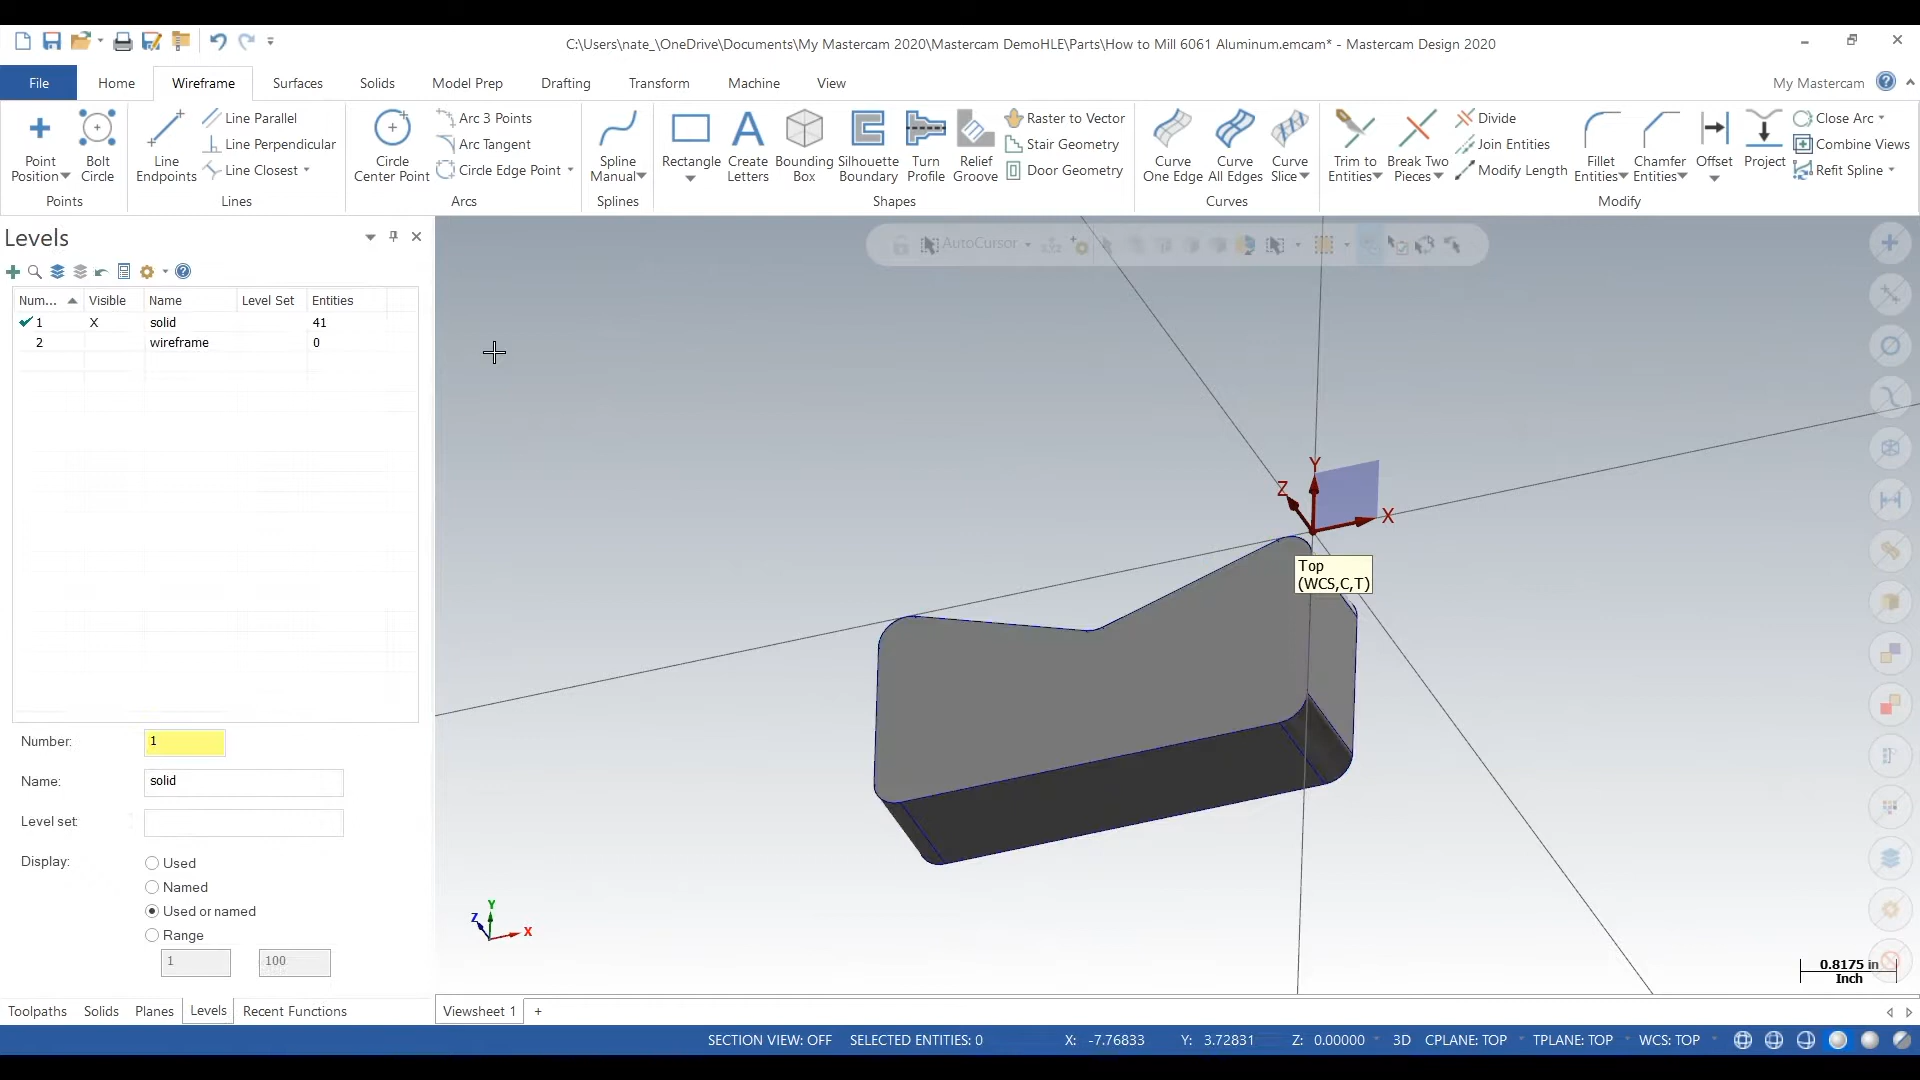 C:\Users\nate_\OneDrive\Documents\My Mastercam 2020\Mastercam DemoHLE\Parts\How to Mill 6061 Aluminum.emcam* - Mastercam Design 2020
File Home Wireframe Surfaces Solids Model Prep Drafting Transform Machine View My Mastercam
Point Position
Bolt Circle
Points
Line Endpoints
Line Parallel
Line Perpendicular
Line Closest
Lines
Circle Center Point
Arc 3 Points
Arc Tangent
Circle Edge Point
Arcs
Spline Manual
Splines
Rectangle
Create Letters
Bounding Box
Silhouette Boundary
Turn Profile
Relief Groove
Raster to Vector
Stair Geometry
Door Geometry
Shapes
Curve One Edge
Curve All Edges
Curve Slice
Curves
Trim to Entities
Break Two Pieces
Divide
Join Entities
Modify Length
Fillet Entities
Chamfer Entities
Offset
Project
Close Arc
Combine Views
Refit Spline
Modify
Levels
AutoCursor
Num... Visible Name Level Set Entities
1 X solid 41
2 wireframe 0
Number: 1
Name: solid
Level set:
Display: Used
Named
Used or named
Range
1 100
Y
Z
X
Top
(WCS,C,T)
Y
Z
X
0.8175 in
Inch
Toolpaths Solids Planes Levels Recent Functions
Viewsheet 1 +
SECTION VIEW: OFF SELECTED ENTITIES: 0 X: -7.76833 Y: 3.72831 Z: 0.00000 3D CPLANE: TOP TPLANE: TOP WCS: TOP